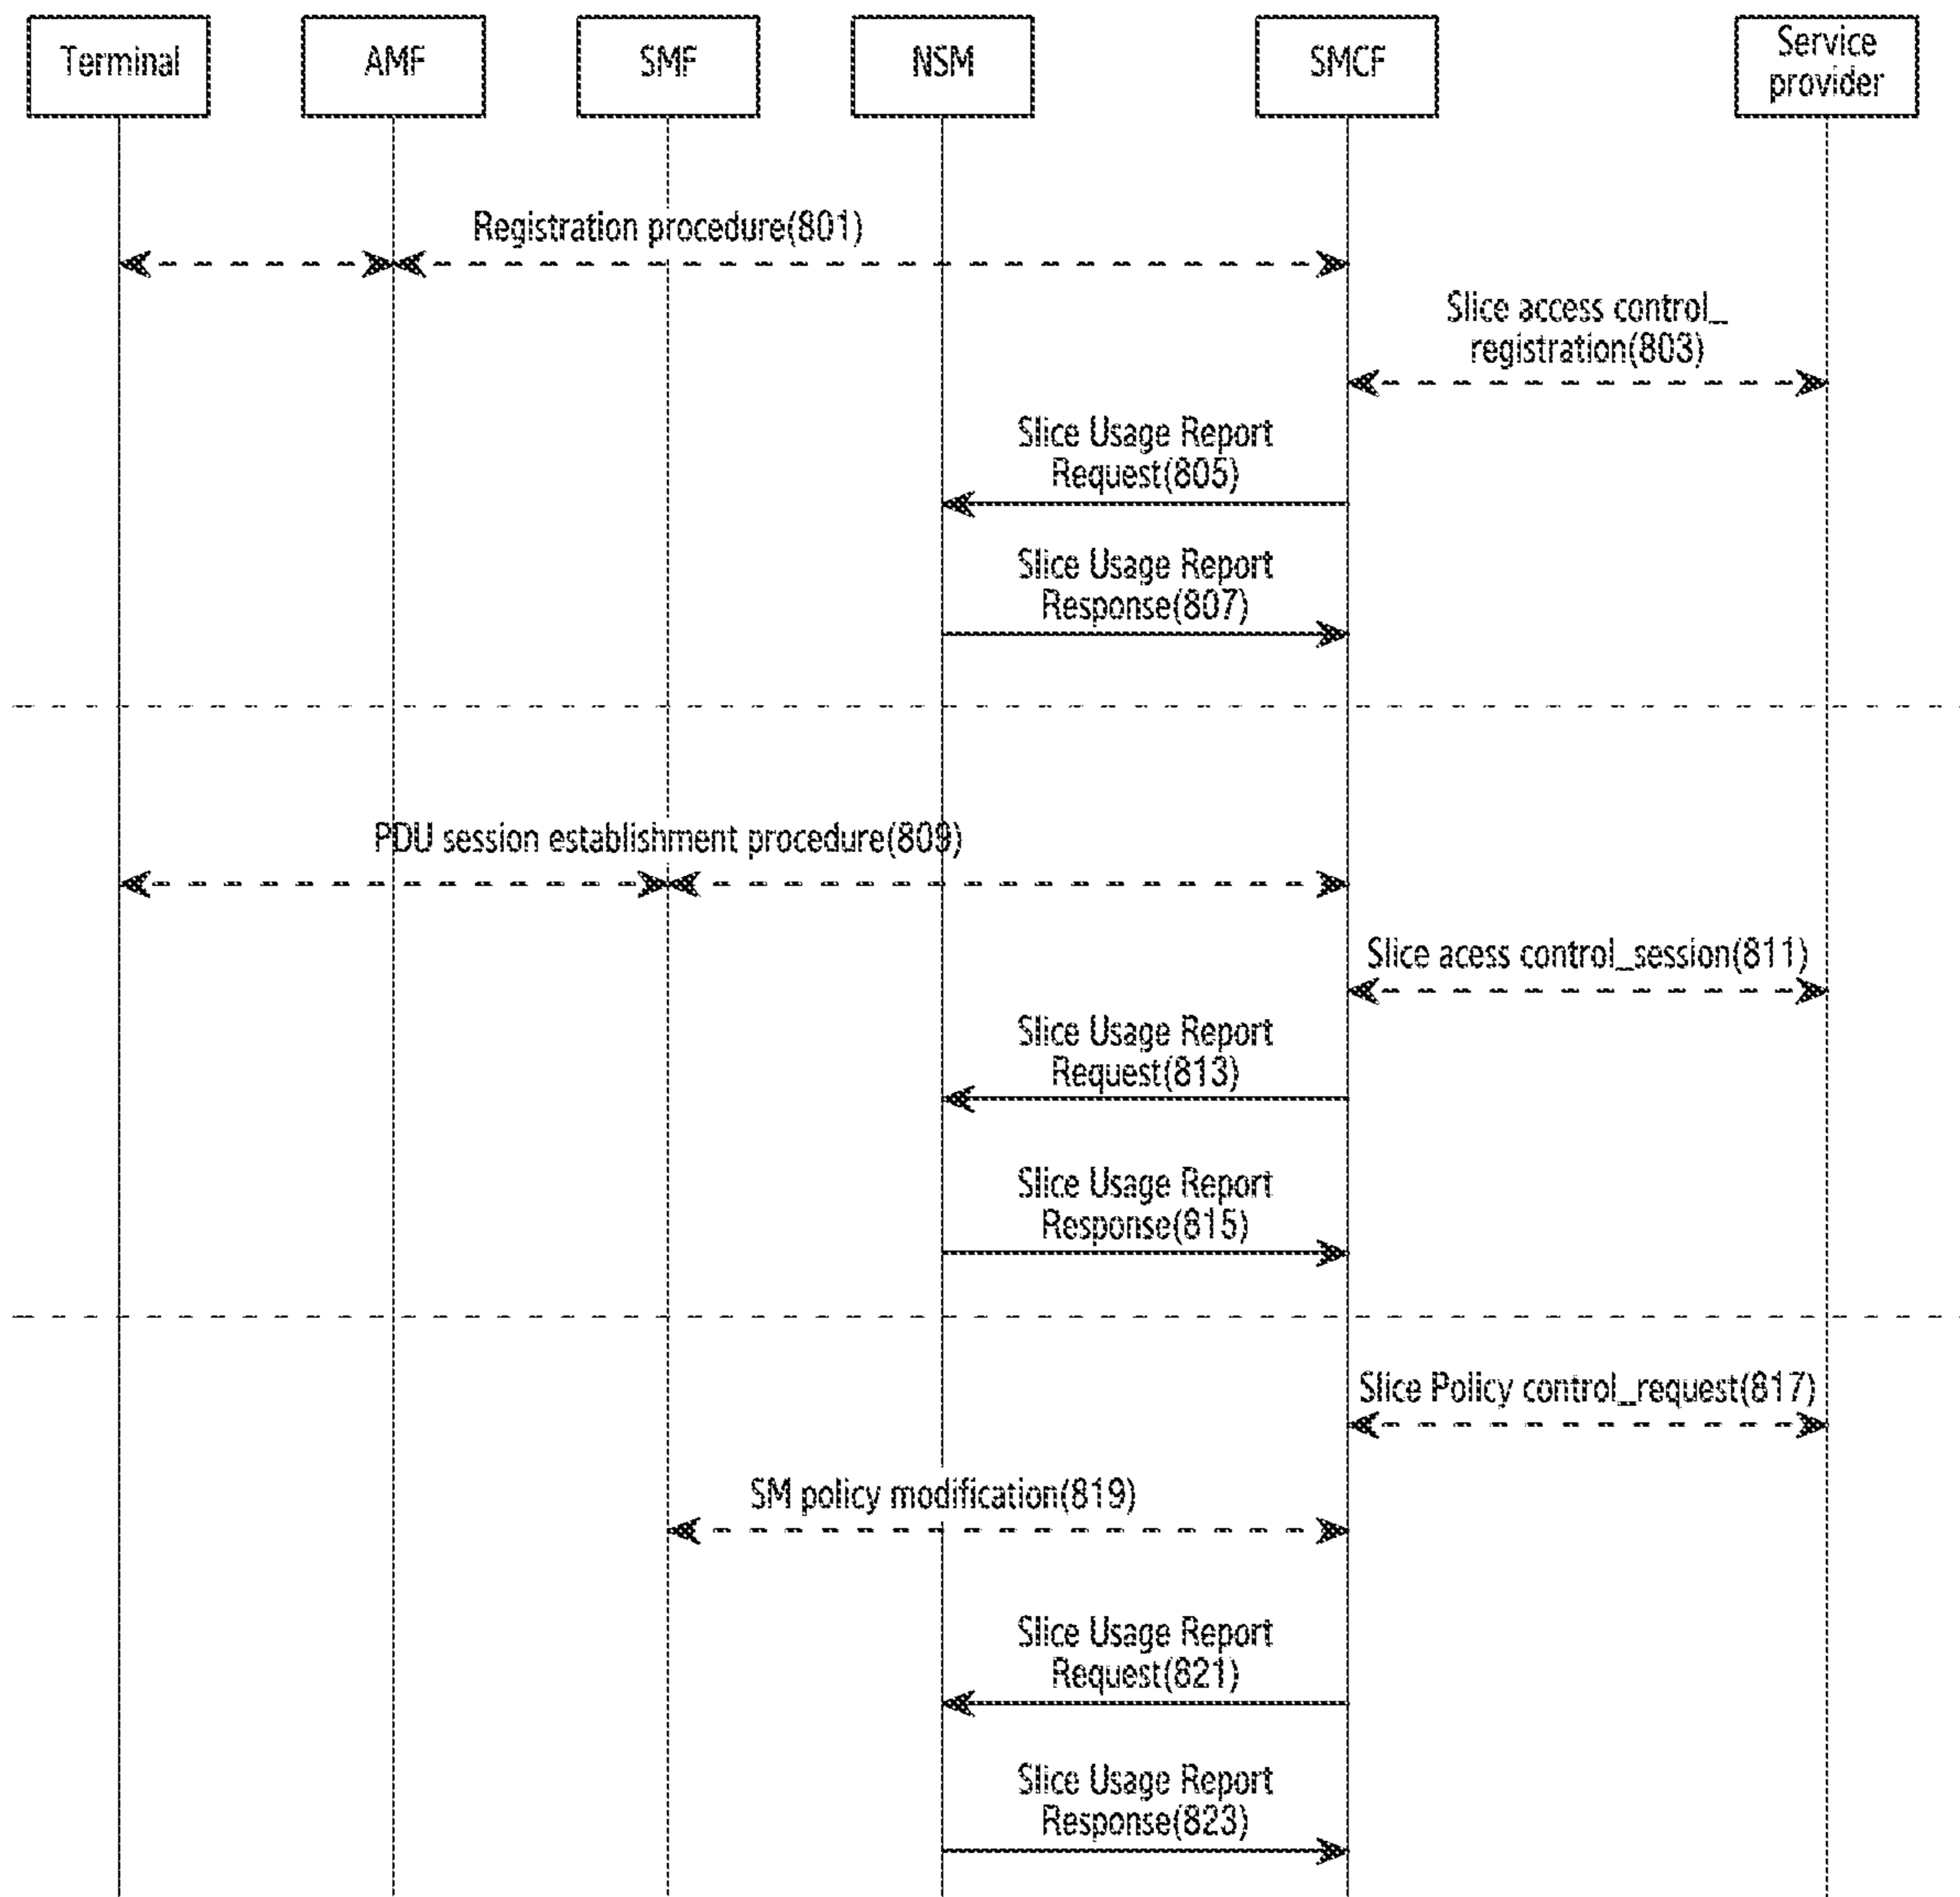 Terminal
AMF
SMF
NSM
SMCF
Service
provider
Registration procedure(801)
Slice access control_
registration(803)
Slice Usage Report
Request(805)
Slice Usage Report
Response(807)
PDU session establishment procedure(809)
Slice acess control_session(811)
Slice Usage Report
Request(813)
Slice Usage Report
Response(815)
Slice Policy control_request(817)
SM policy modification(819)
Slice Usage Report
Request(821)
Slice Usage Report
Response(823)